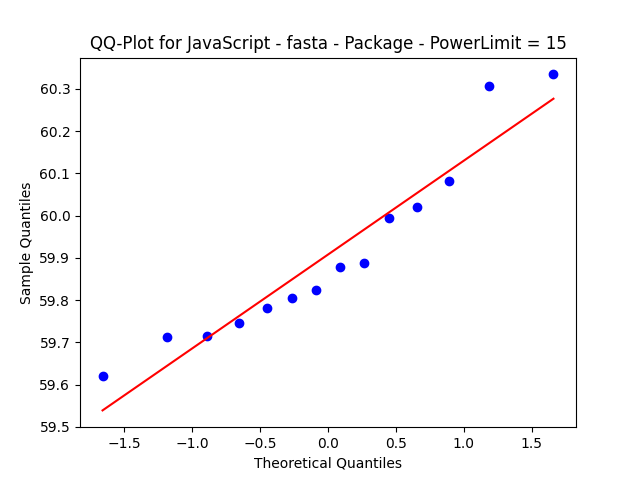 QQ-Plot for JavaScript - fasta - Package - PowerLimit = 15
60.3
60.2
60.1
60.0
59.9
59.8
59.7
59.6
59.5
Sample Quantiles
−1.5 −1.0 −0.5 0.0 0.5 1.0 1.5
Theoretical Quantiles